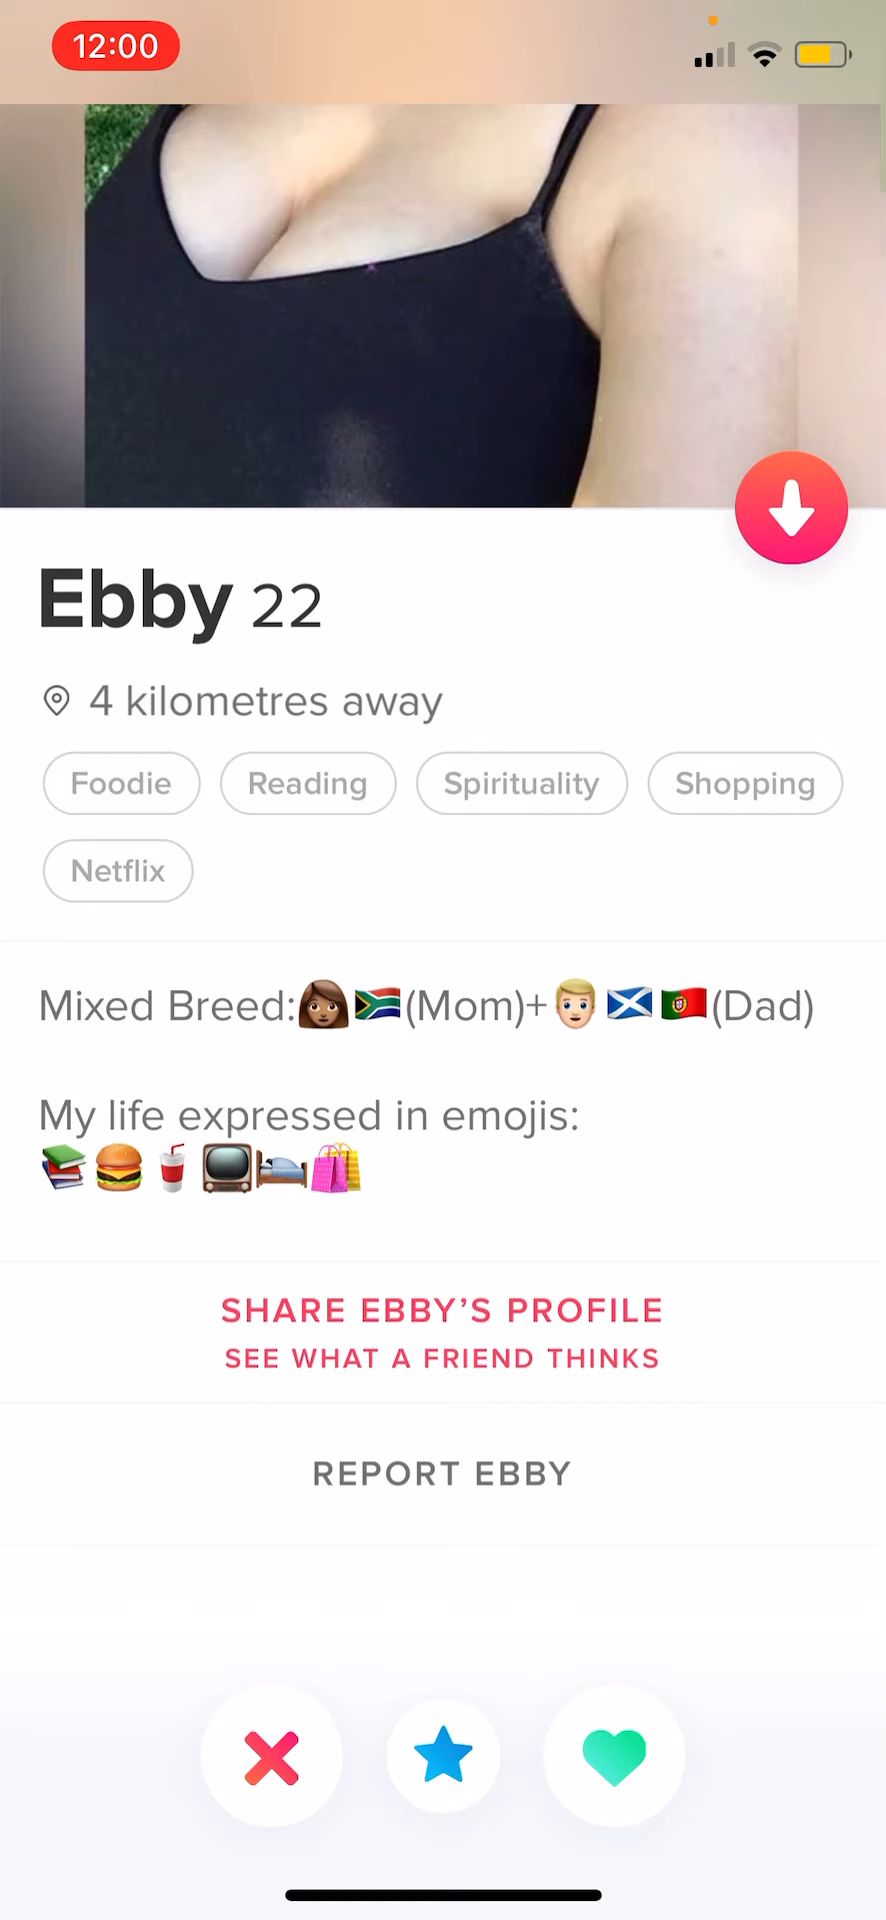 12:00
Ebby 22
4 kilometres away
Foodie Reading Spirituality Shopping
Netflix
Mixed Breed:👩🏽🇿🇦(Mom)+👱🏼‍♂️🏴󠁧󠁢󠁳󠁣󠁴󠁿🇵🇹(Dad)
My life expressed in emojis:
📚🍔🥤📺🛌🛍
SHARE EBBY’S PROFILE
SEE WHAT A FRIEND THINKS
REPORT EBBY